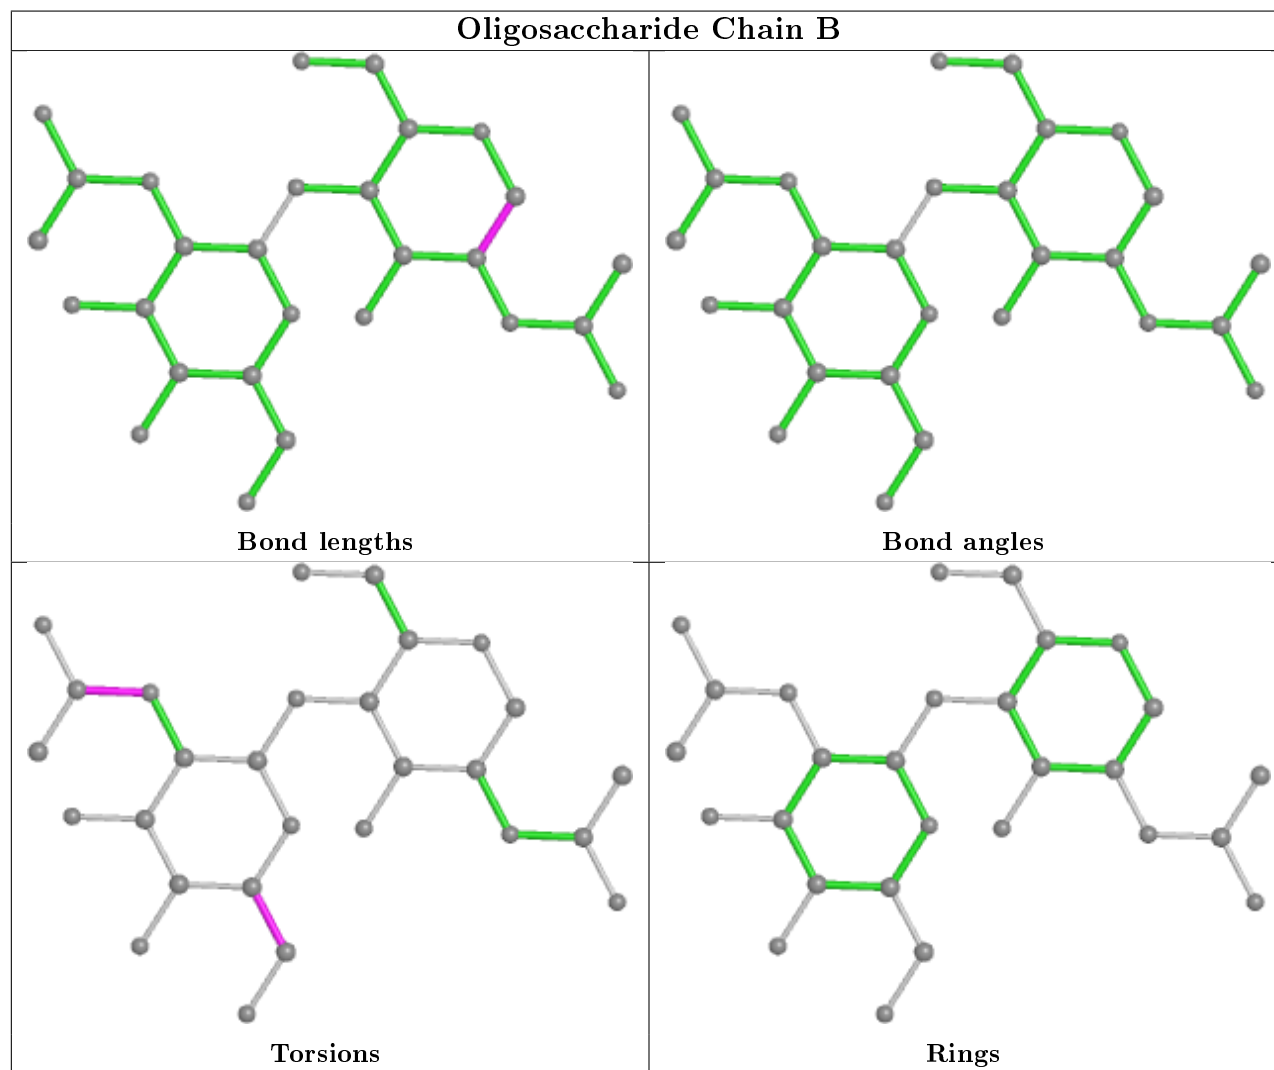 Oligosaccharide Chain B
Bond lengths
Bond angles
Torsions
Rings